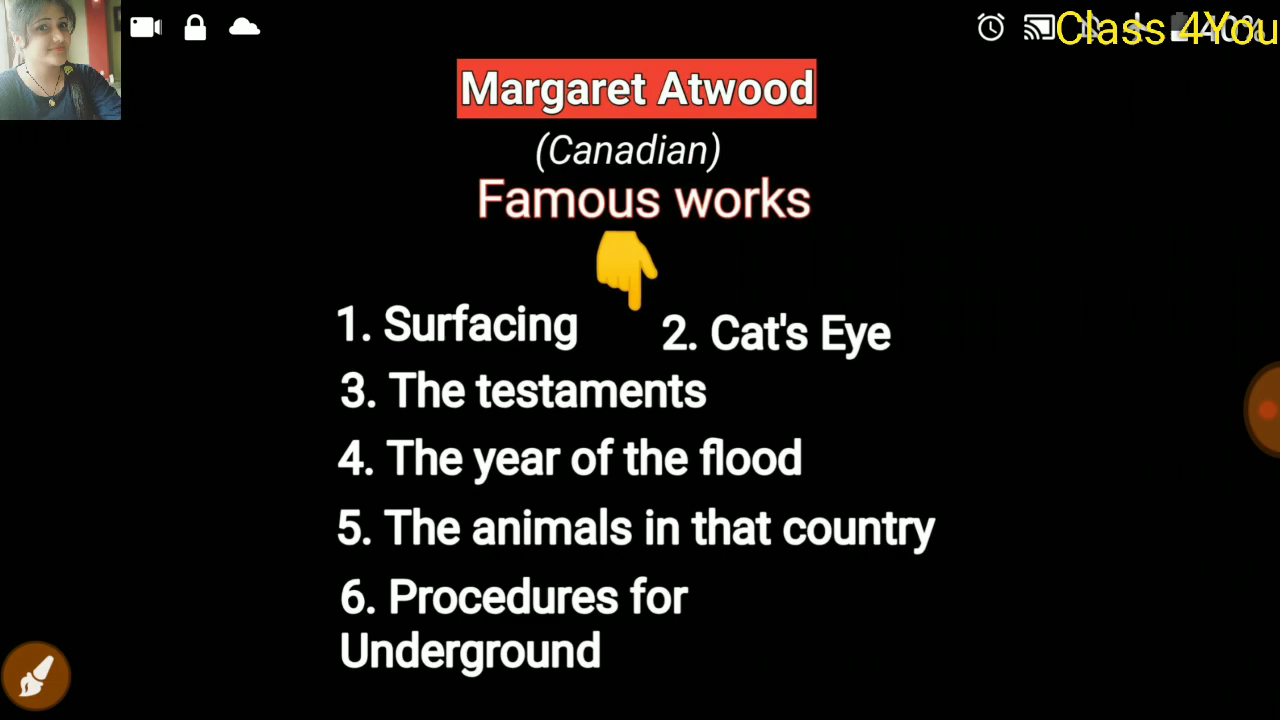 Class 4You
40%
Margaret Atwood
(Canadian)
Famous works
1. Surfacing
2. Cat's Eye
3. The testaments
4. The year of the flood
5. The animals in that country
6. Procedures for
Underground